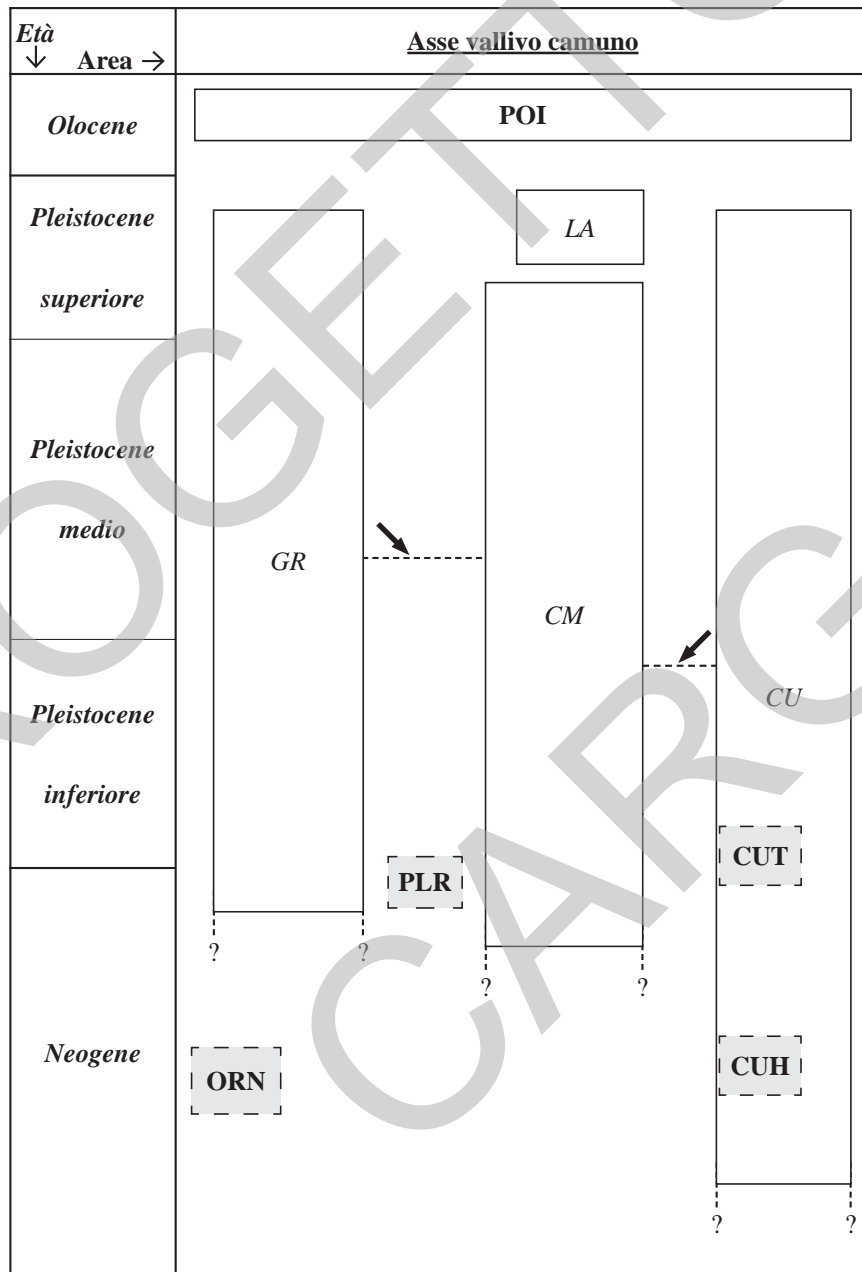 Età
Area →
↓
Asse vallivo camuno
Olocene
POI
Pleistocene
superiore
LA
Pleistocene
medio
GR
CM
Pleistocene
inferiore
CU
CUT
PLR
? ?
? ?
Neogene
ORN
CUH
? ?
PROGETTO
CARG